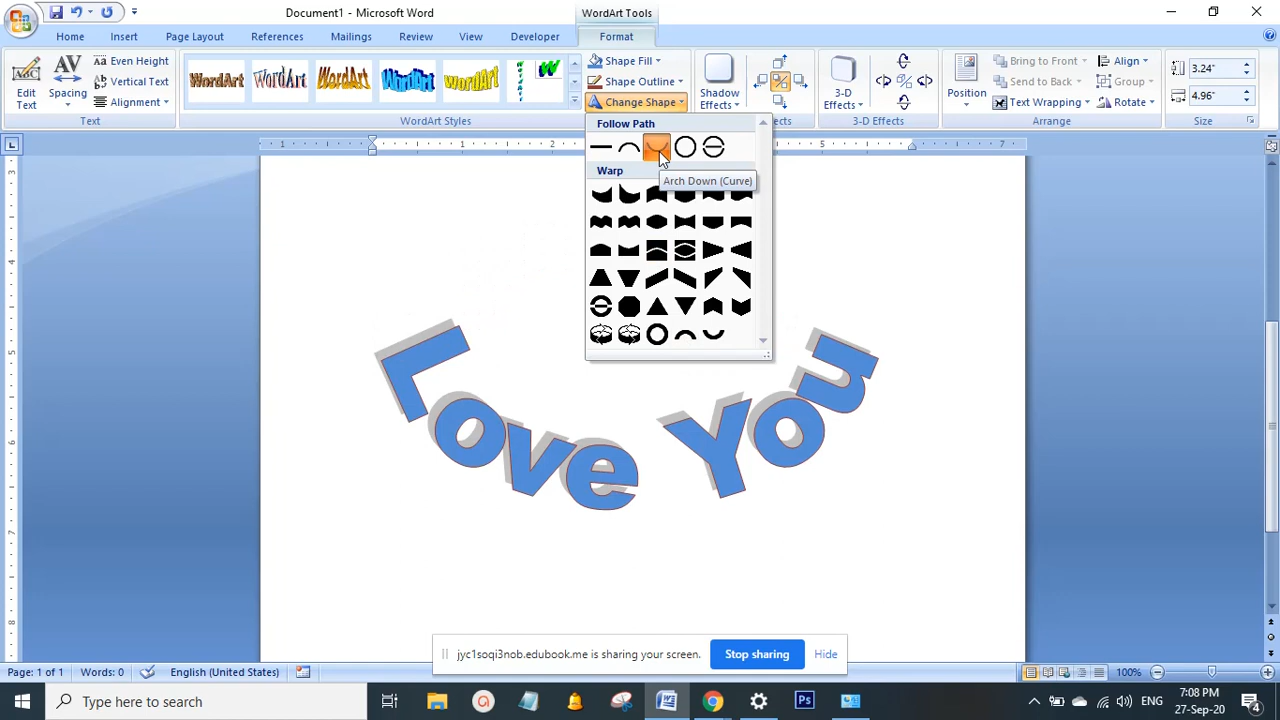 Document1 - Microsoft Word
WordArt Tools
Home
Insert
Page Layout
References
Mailings
Review
View
Developer
Format
Edit
Text
AV
Spacing
Even Height
Vertical Text
Alignment
Text
WordArt
WordArt
WordArt
WordArt
WordArt
W
WordArt Styles
Shape Fill
Shape Outline
Change Shape
Shadow
Effects
3-D
Effects
3-D Effects
Position
Bring to Front
Send to Back
Text Wrapping
Align
Group
Rotate
Arrange
3.24"
4.96"
Size
Follow Path
Warp
Arch Down (Curve)
Love You
jyc1soqi3nob.edubook.me is sharing your screen.
Stop sharing
Hide
Page: 1 of 1
Words: 0
English (United States)
100%
Type here to search
ENG
7:08 PM
27-Sep-20
4